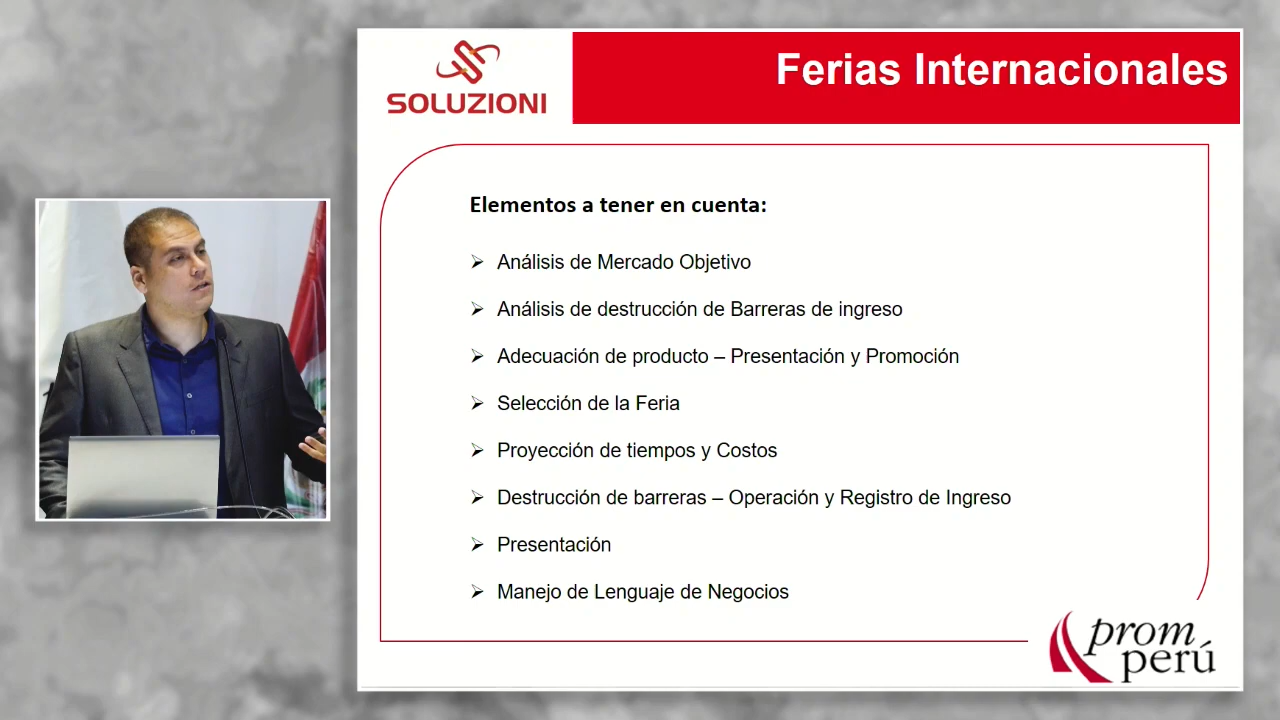 SOLUZIONI
Ferias Internacionales
Elementos a tener en cuenta:
➢ Análisis de Mercado Objetivo
➢ Análisis de destrucción de Barreras de ingreso
➢ Adecuación de producto – Presentación y Promoción
➢ Selección de la Feria
➢ Proyección de tiempos y Costos
➢ Destrucción de barreras – Operación y Registro de Ingreso
➢ Presentación
➢ Manejo de Lenguaje de Negocios
prom
perú